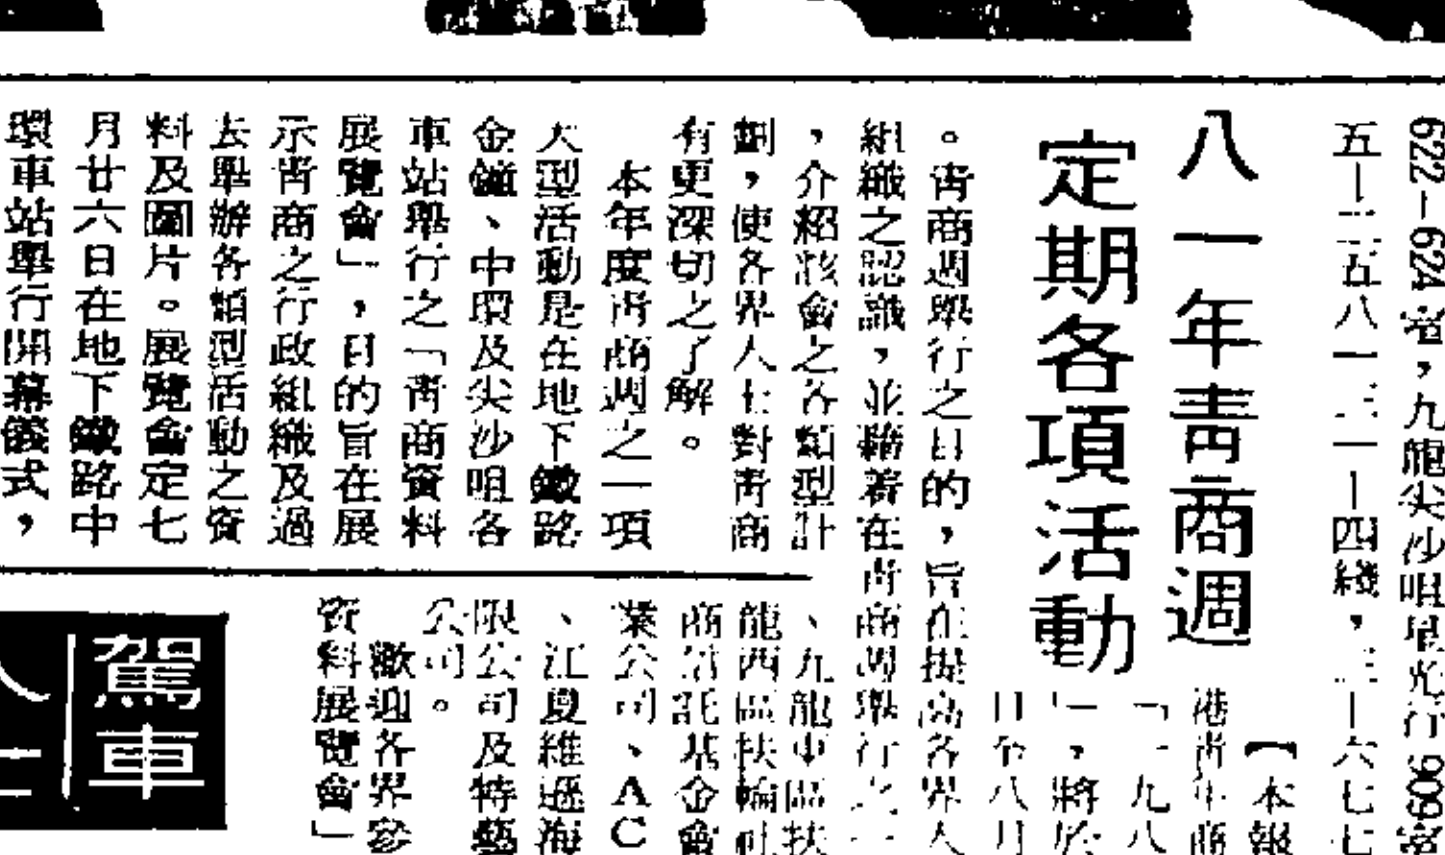 622-624室，九龍尖沙咀星光行909室
五一二五八一三一一四綫，三一六七七
八一年青商週
定期各項活動
【本報
港青年商
「一九八
」，將於
日至八月
。青商週舉行之目的，旨在提高各界人
組織之認識，並藉着在青商週舉行之一
，介紹該會之各類型計
劃，使各界人士對青商
有更深切之了解。
本年度青商週之一項
大型活動是在地下鐵路
金鐘、中環及尖沙咀各
車站舉行之「青商資料
展覽會」，目的旨在展
示青商之行政組織及過
去舉辦各類型活動之資
料及圖片。展覽會定七
月廿六日在地下鐵路中
環車站舉行開幕儀式，
、九龍東區扶
龍西區扶輪社
商信託基金會
業公司、AC
、江夏維遜海
限公司及特藝
公司。
歡迎各界參
資料展覽會」
駕車